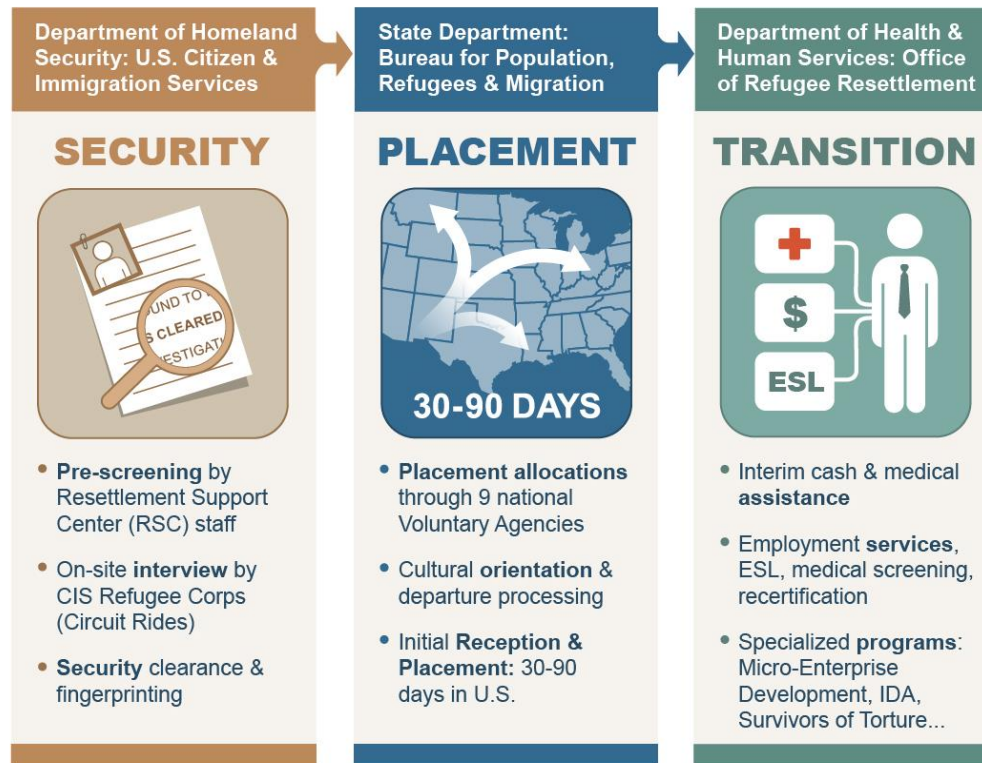 Department of Homeland
Security: U.S. Citizen &
Immigration Services
SECURITY
OUND TO
S CLEARED
VESTIGAT
• Pre-screening by
Resettlement Support
Center (RSC) staff
• On-site interview by
CIS Refugee Corps
(Circuit Rides)
• Security clearance &
fingerprinting
State Department:
Bureau for Population,
Refugees & Migration
PLACEMENT
30-90 DAYS
• Placement allocations
through 9 national
Voluntary Agencies
• Cultural orientation &
departure processing
• Initial Reception &
Placement: 30-90
days in U.S.
Department of Health &
Human Services: Office
of Refugee Resettlement
TRANSITION
$
ESL
• Interim cash & medical
assistance
• Employment services,
ESL, medical screening,
recertification
• Specialized programs:
Micro-Enterprise
Development, IDA,
Survivors of Torture...